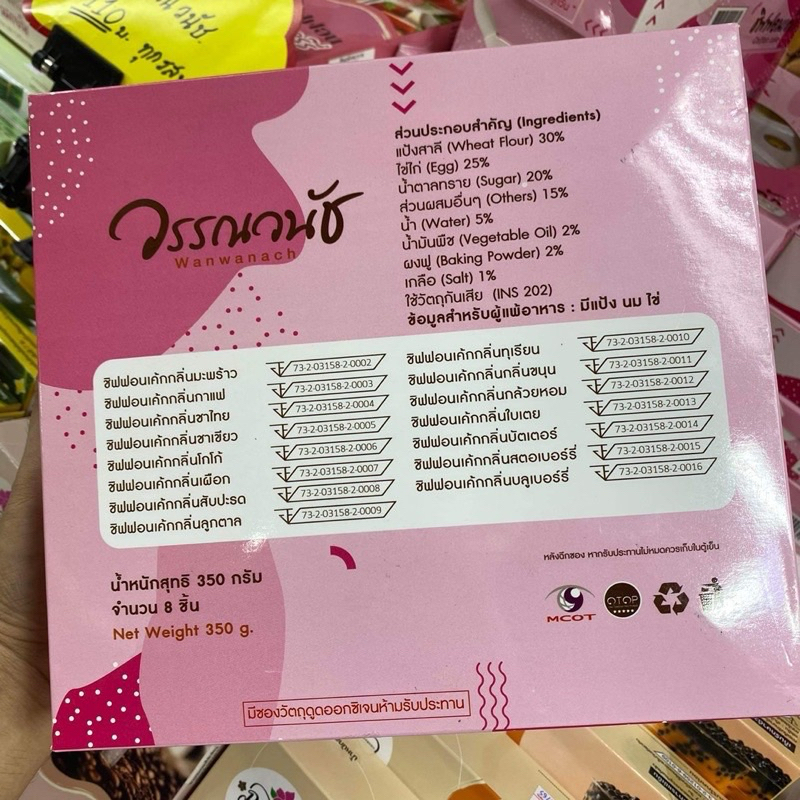 110 บ. ทุกรส
ส่วนประกอบสำคัญ (Ingredients)
แป้งสาลี (Wheat Flour) 30%
ไข่ไก่ (Egg) 25%
น้ำตาลทราย (Sugar) 20%
ส่วนผสมอื่นๆ (Others) 15%
น้ำ (Water) 5%
น้ำมันพืช (Vegetable Oil) 2%
ผงฟู (Baking Powder) 2%
เกลือ (Salt) 1%
ใช้วัตถุกันเสีย (INS 202)
ข้อมูลสำหรับผู้แพ้อาหาร : มีแป้ง นม ไข่
วรรณวนัช
Wanwanach
ชิฟฟอนเค้กกลิ่นมะพร้าว 73-2-03158-2-0002
ชิฟฟอนเค้กกลิ่นกาแฟ 73-2-03158-2-0003
ชิฟฟอนเค้กกลิ่นชาไทย 73-2-03158-2-0004
ชิฟฟอนเค้กกลิ่นชาเขียว 73-2-03158-2-0005
ชิฟฟอนเค้กกลิ่นโกโก้ 73-2-03158-2-0006
ชิฟฟอนเค้กกลิ่นเผือก 73-2-03158-2-0007
ชิฟฟอนเค้กกลิ่นสับปะรด 73-2-03158-2-0008
ชิฟฟอนเค้กกลิ่นลูกตาล 73-2-03158-2-0009
ชิฟฟอนเค้กกลิ่นทุเรียน 73-2-03158-2-0010
ชิฟฟอนเค้กกลิ่นกลิ่นขนุน 73-2-03158-2-0011
ชิฟฟอนเค้กกลิ่นกล้วยหอม 73-2-03158-2-0012
ชิฟฟอนเค้กกลิ่นใบเตย 73-2-03158-2-0013
ชิฟฟอนเค้กกลิ่นบัตเตอร์ 73-2-03158-2-0014
ชิฟฟอนเค้กกลิ่นสตอเบอร์รี่ 73-2-03158-2-0015
ชิฟฟอนเค้กกลิ่นบลูเบอร์รี่ 73-2-03158-2-0016
หลังฉีกซอง หากรับประทานไม่หมดควรเก็บในตู้เย็น
น้ำหนักสุทธิ 350 กรัม
จำนวน 8 ชิ้น
Net Weight 350 g.
MCOT
OTOP
มีซองวัตถุดูดออกซิเจนห้ามรับประทาน